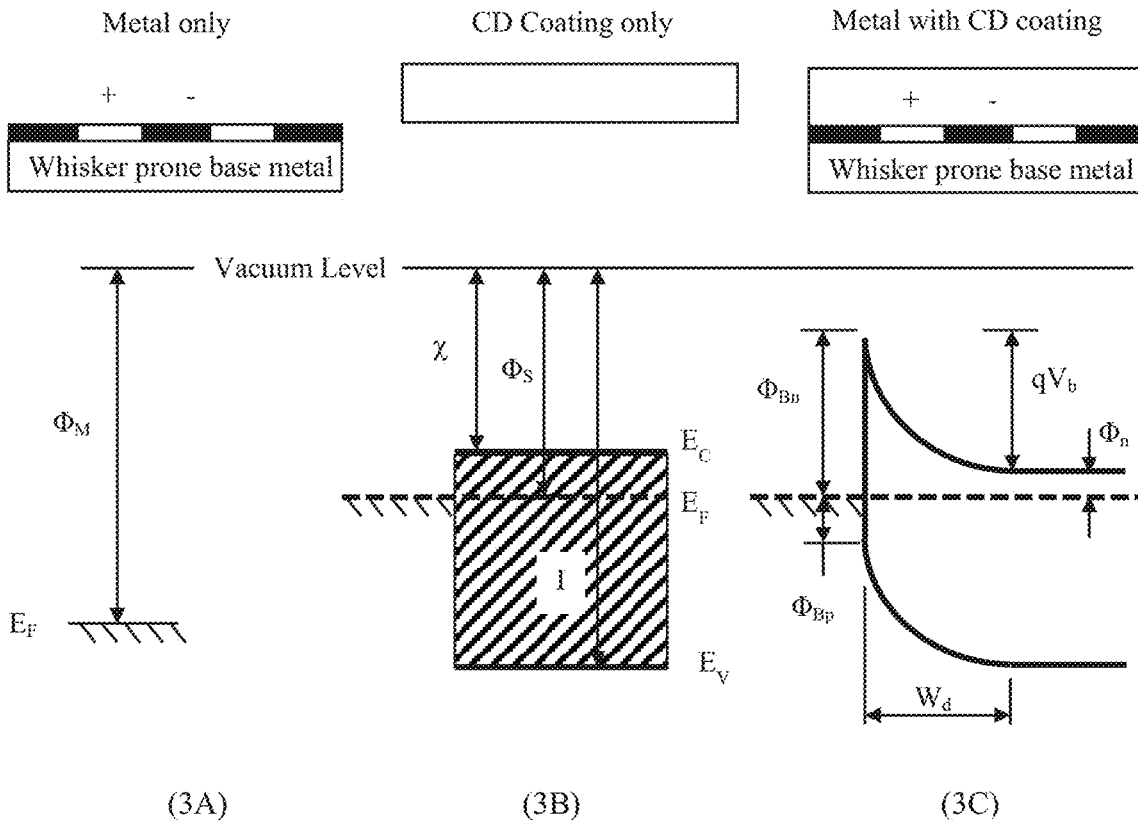 Metal only
CD Coating only
Metal with CD coating
+ -
+ -
Whisker prone base metal
Whisker prone base metal
Vacuum Level
χ
Φ_S
Φ_M
Φ_Bn
qV_b
Φ_n
E_C
E_F
1
E_F
Φ_Bp
E_V
W_d
(3A)
(3B)
(3C)